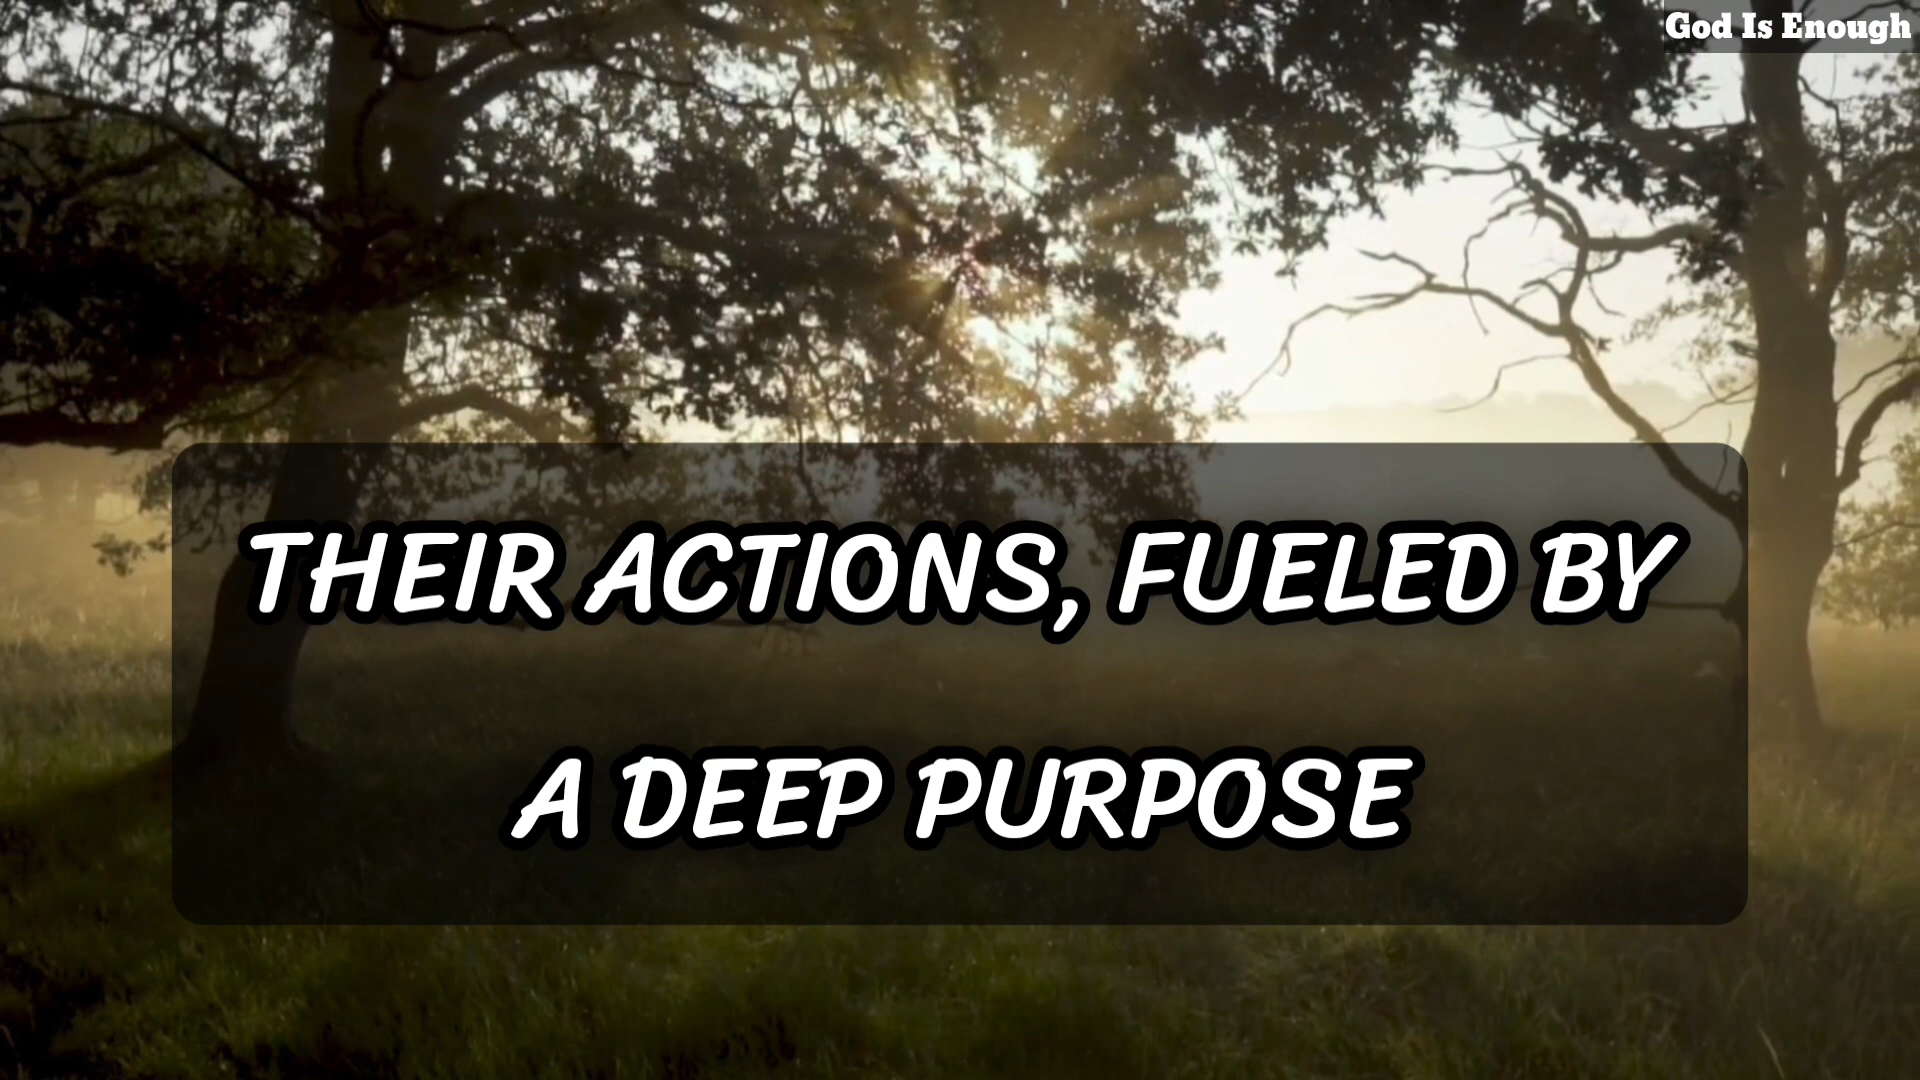 God Is Enough
THEIR ACTIONS, FUELED BY
A DEEP PURPOSE